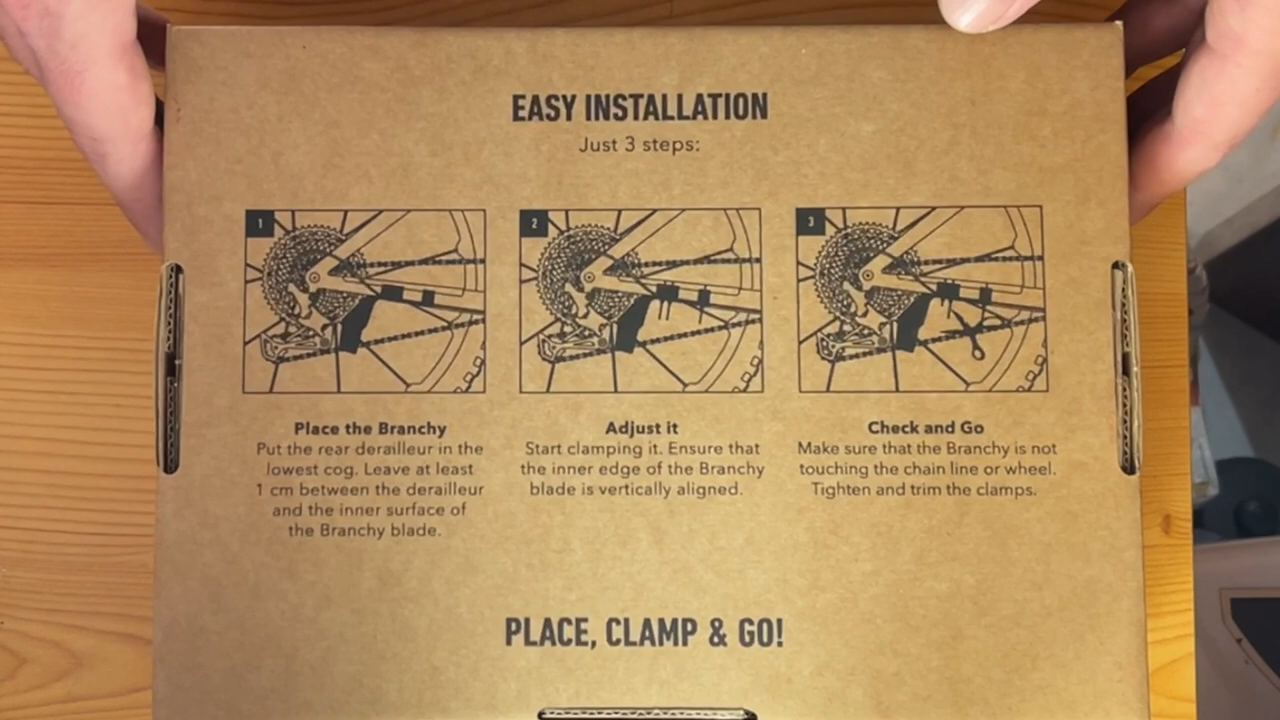 EASY INSTALLATION
Just 3 steps:
1
2
3
Place the Branchy
Put the rear derailleur in the
lowest cog. Leave at least
1 cm between the derailleur
and the inner surface of
the Branchy blade.
Adjust it
Start clamping it. Ensure that
the inner edge of the Branchy
blade is vertically aligned.
Check and Go
Make sure that the Branchy is not
touching the chain line or wheel.
Tighten and trim the clamps.
PLACE, CLAMP & GO!